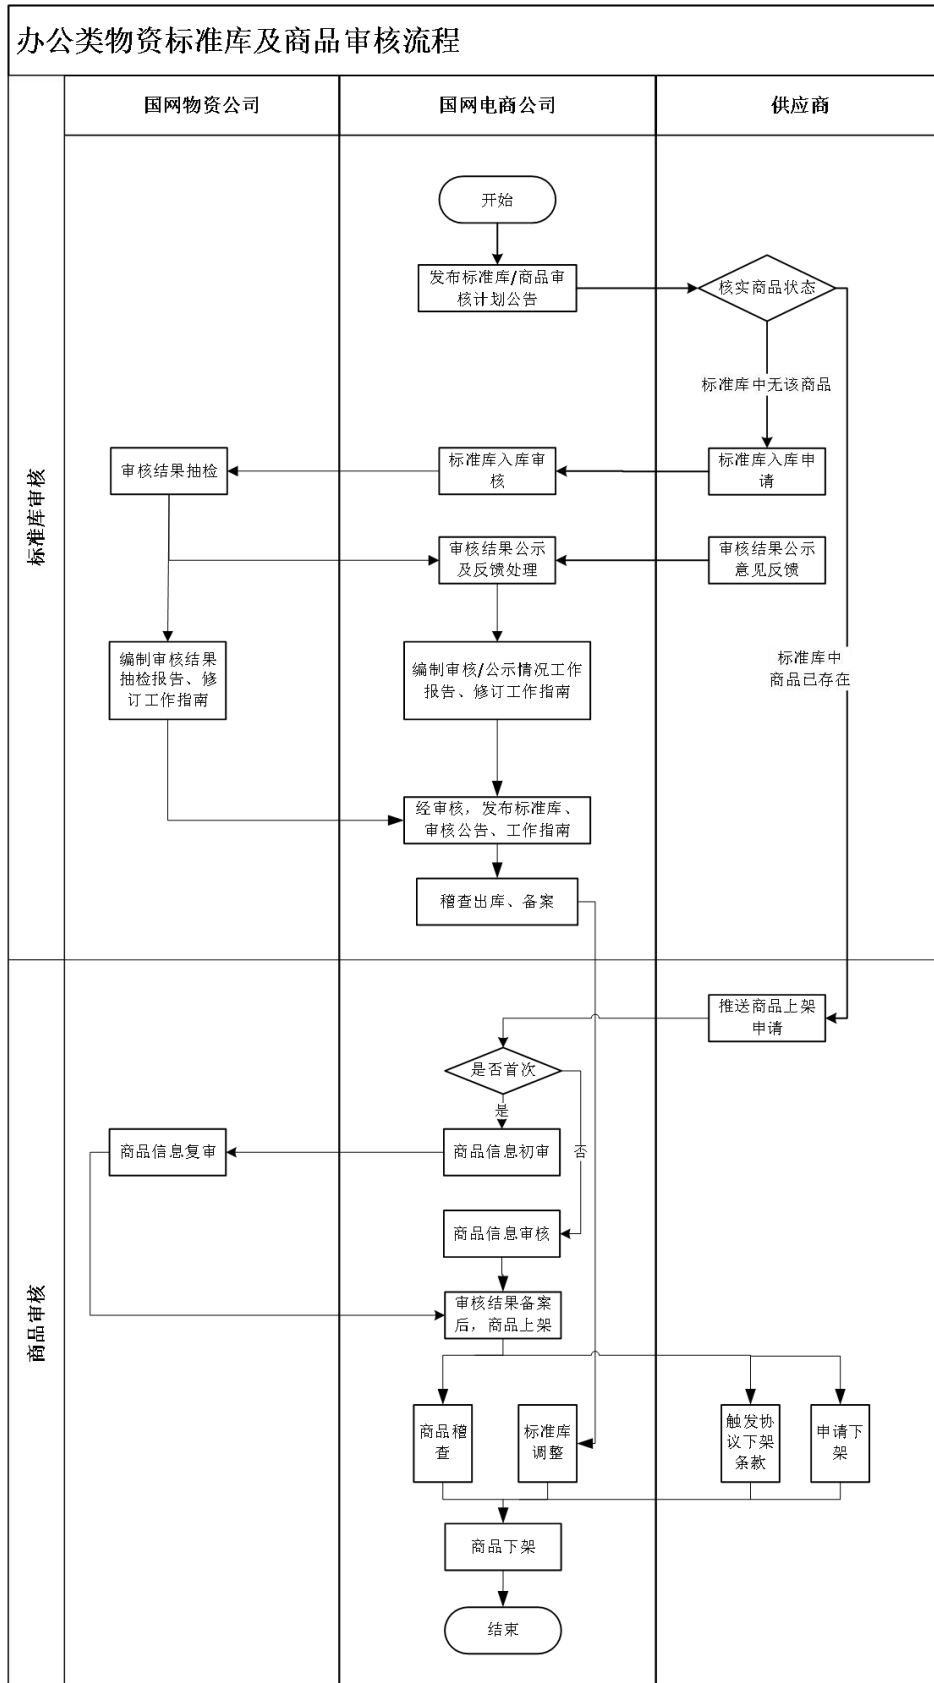 办公类物资标准库及商品审核流程
国网物资公司
国网电商公司
供应商
开始
发布标准库/商品审
核计划公告
核实商品状态
标准库中无该商品
标准库审核
审核结果抽检
标准库入库审
核
标准库入库申
请
审核结果公示
及反馈处理
审核结果公示
意见反馈
编制审核结果
抽检报告、修
订工作指南
编制审核/公示情况工作
报告、修订工作指南
标准库中
商品已存在
经审核，发布标准库、
审核公告、工作指南
稽查出库、备案
推送商品上架
申请
是否首次
是
否
商品信息复审
商品信息初审
商品信息审核
商品审核
审核结果备案
后，商品上架
商品稽
查
标准库
调整
触发协
议下架
条款
申请下
架
商品下架
结束